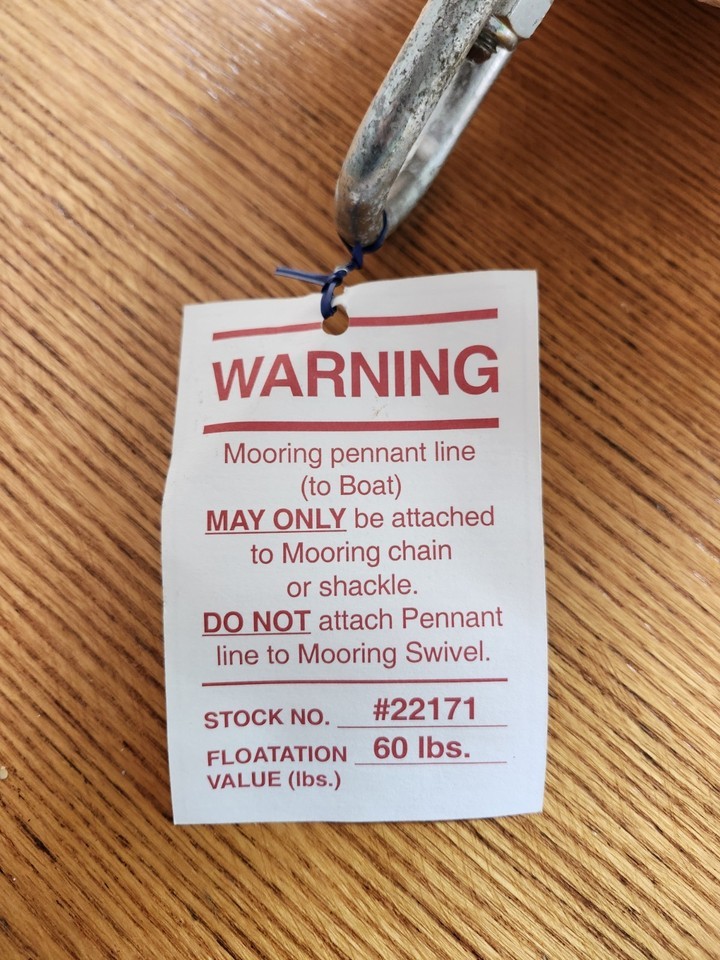 WARNING
Mooring pennant line
(to Boat)
MAY ONLY be attached
to Mooring chain
or shackle.
DO NOT attach Pennant
line to Mooring Swivel.
STOCK NO. #22171
FLOATATION 60 lbs.
VALUE (lbs.)